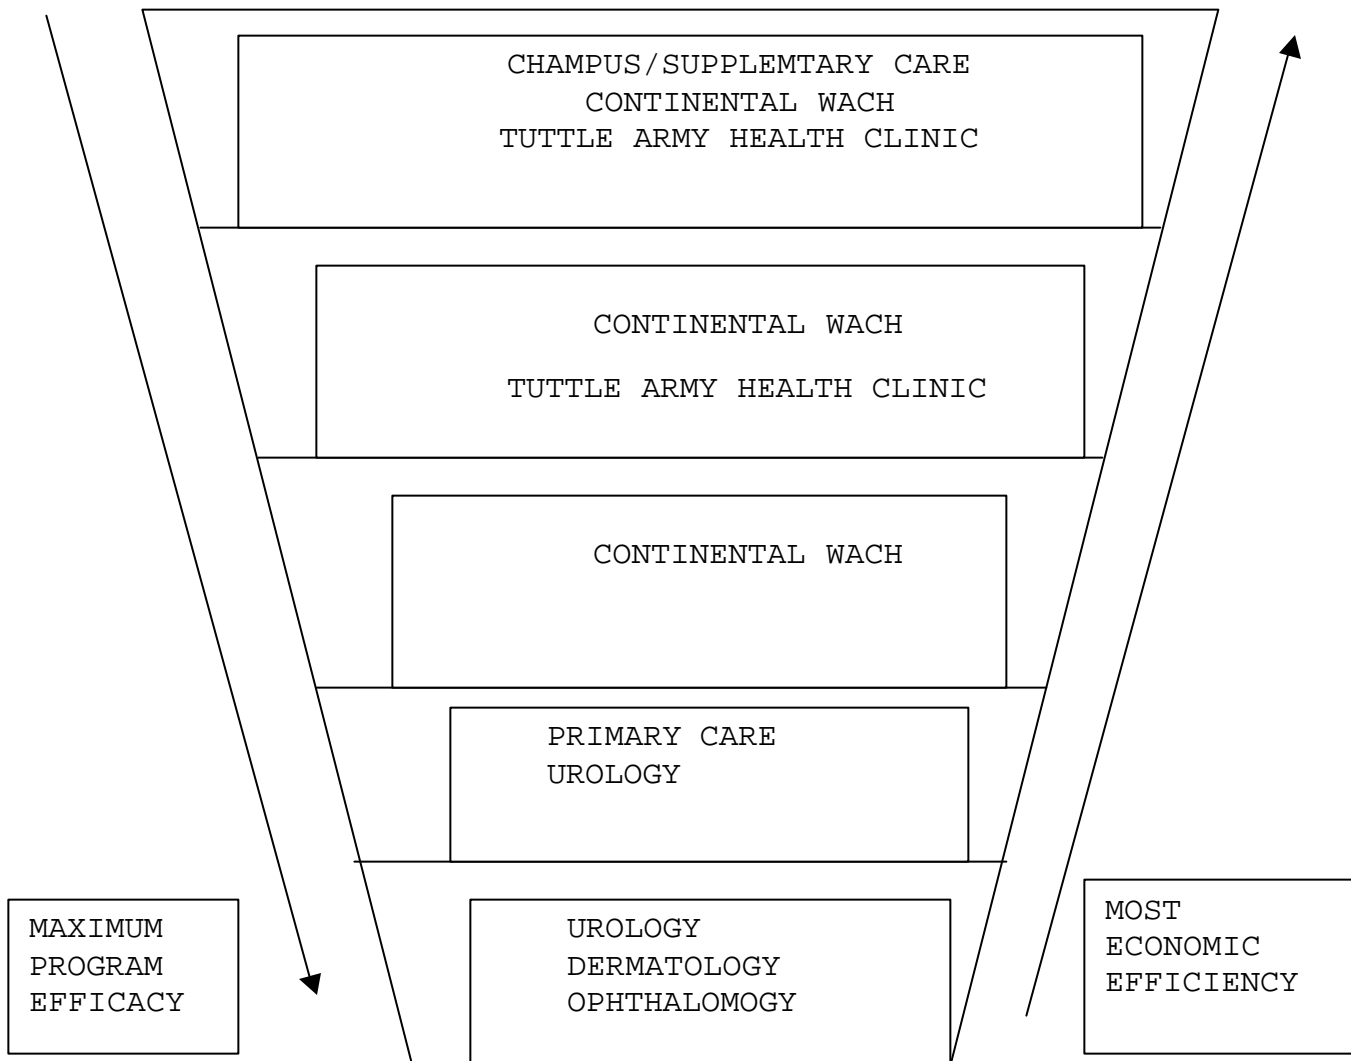 CHAMPUS/SUPPLEMTARY CARE
CONTINENTAL WACH
TUTTLE ARMY HEALTH CLINIC
CONTINENTAL WACH
TUTTLE ARMY HEALTH CLINIC
CONTINENTAL WACH
PRIMARY CARE
UROLOGY
MAXIMUM
PROGRAM
EFFICACY
UROLOGY
DERMATOLOGY
OPHTHALOMOGY
MOST
ECONOMIC
EFFICIENCY